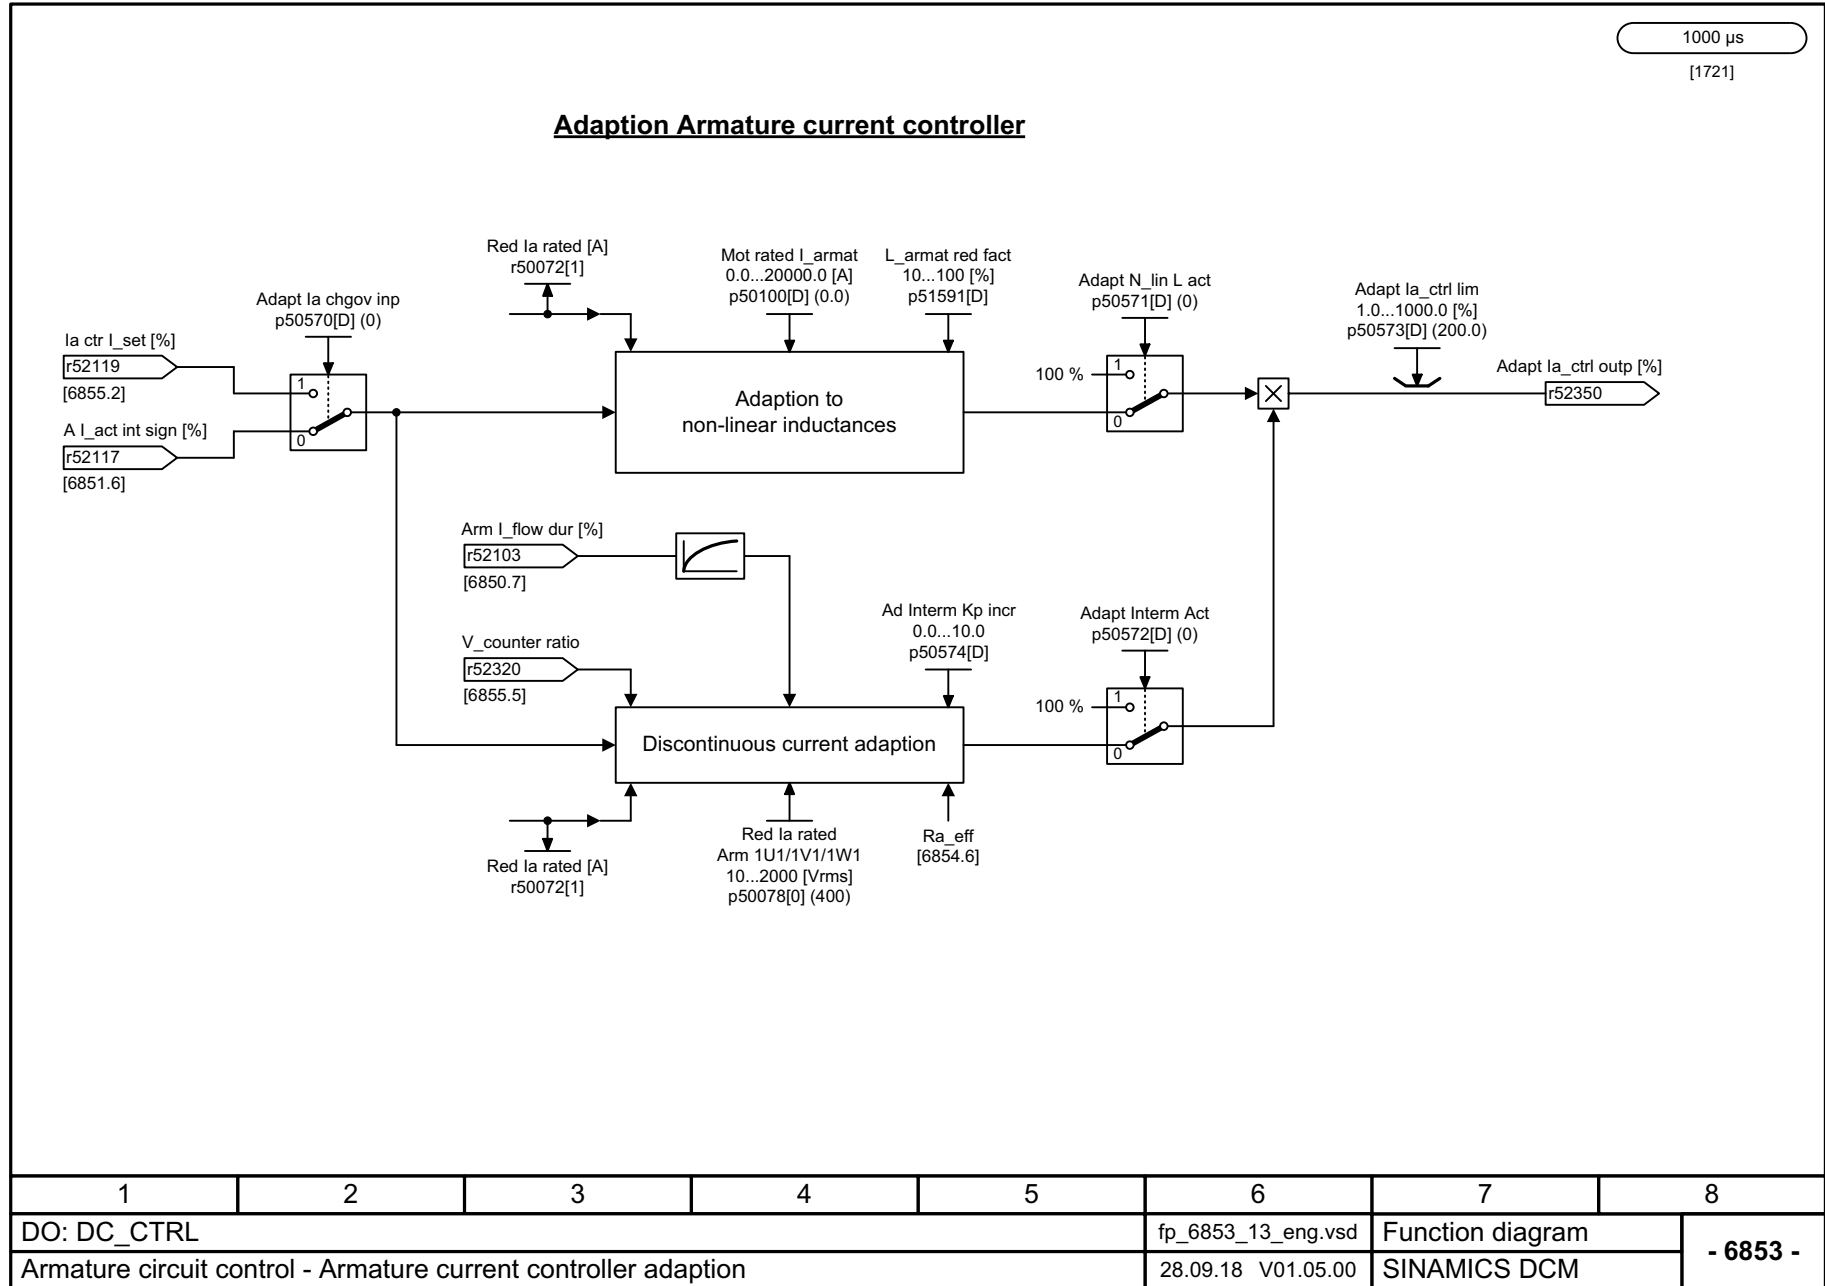 1000 µs
[1721]
Adaption Armature current controller
Red Ia rated [A]
r50072[1]
Mot rated I_armat
0.0...20000.0 [A]
p50100[D] (0.0)
L_armat red fact
10...100 [%]
p51591[D]
Adapt Ia chgov inp
p50570[D] (0)
Adapt N_lin L act
p50571[D] (0)
Adapt Ia_ctrl lim
1.0...1000.0 [%]
p50573[D] (200.0)
Ia ctr I_set [%]
r52119
[6855.2]
A I_act int sign [%]
r52117
[6851.6]
1
0
Adaption to
non-linear inductances
100 %
1
0
Adapt Ia_ctrl outp [%]
r52350
Arm I_flow dur [%]
r52103
[6850.7]
V_counter ratio
r52320
[6855.5]
Ad Interm Kp incr
0.0...10.0
p50574[D]
Adapt Interm Act
p50572[D] (0)
Discontinuous current adaption
100 %
1
0
Red Ia rated [A]
r50072[1]
Red Ia rated
Arm 1U1/1V1/1W1
10...2000 [Vrms]
p50078[0] (400)
Ra_eff
[6854.6]
1 2 3 4 5 6 7 8
DO: DC_CTRL
fp_6853_13_eng.vsd
Function diagram
- 6853 -
Armature circuit control - Armature current controller adaption
28.09.18 V01.05.00
SINAMICS DCM